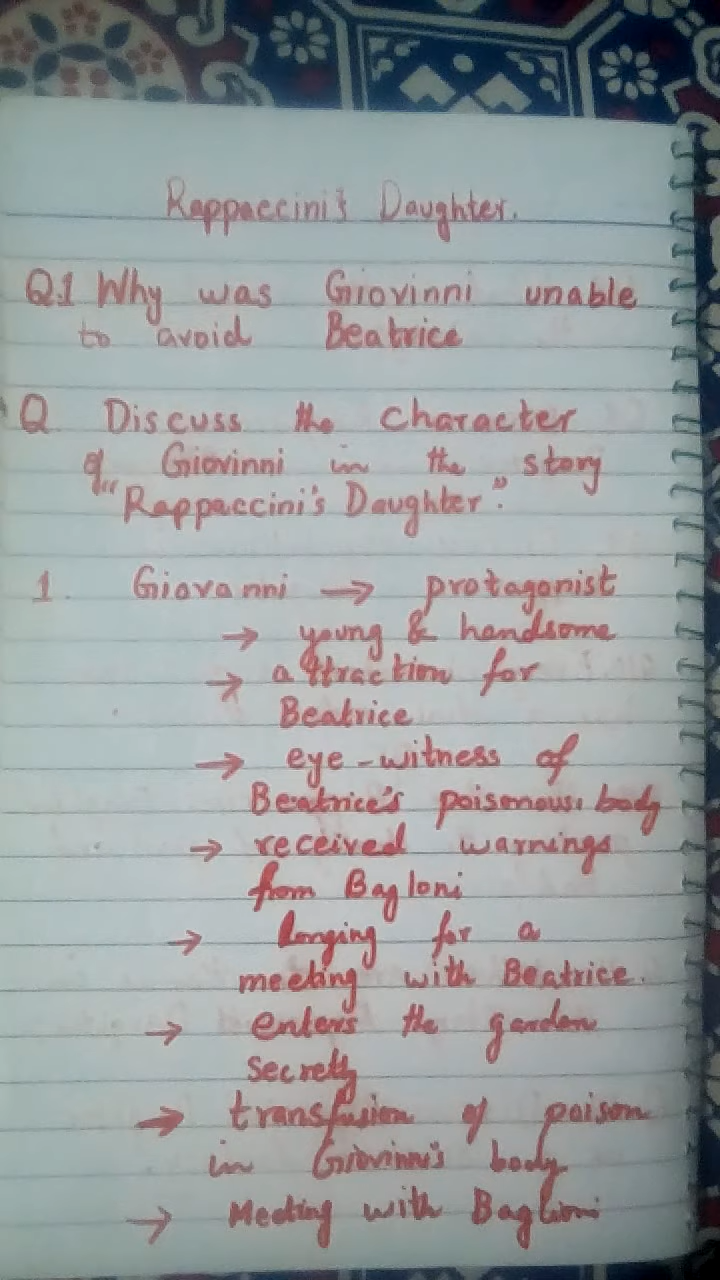 Rappaccini's Daughter.
Q.1 Why was Giovinni unable
to avoid Beatrice
Q. Discuss the character
of Giovinni in the story
"Rappaccini's Daughter".
1. Giovanni → protagonist
→ young & handsome
→ attraction for
Beatrice
→ eye-witness of
Beatrice's poisonous body
→ received warnings
from Bagloni
→ longing for a
meeting with Beatrice.
→ enters the garden
secretly
→ transfusion of poison
in Giovinni's body
→ Meeting with Baglioni